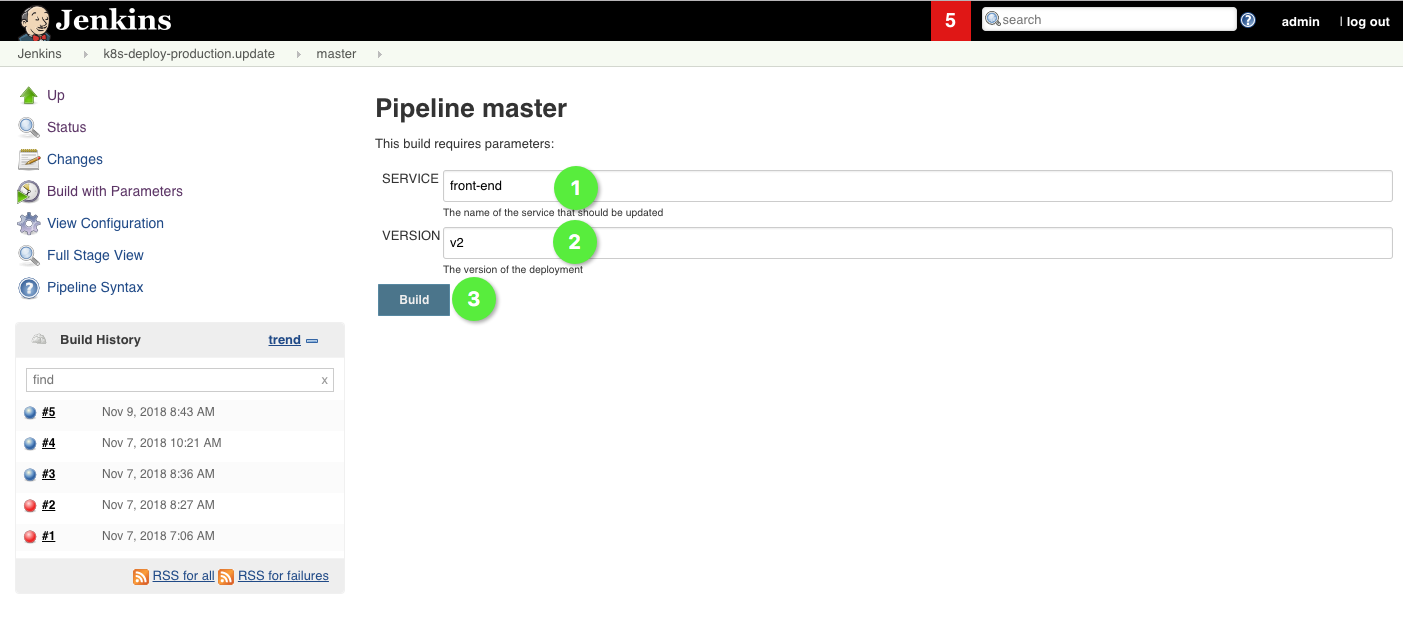 Jenkins
5
search
?
admin
| log out
Jenkins
k8s-deploy-production.update
master
Up
Status
Changes
Build with Parameters
View Configuration
Full Stage View
? Pipeline Syntax
Build History
trend
find
x
#5 Nov 9, 2018 8:43 AM
#4 Nov 7, 2018 10:21 AM
#3 Nov 7, 2018 8:36 AM
#2 Nov 7, 2018 8:27 AM
#1 Nov 7, 2018 7:06 AM
RSS for all RSS for failures
Pipeline master
This build requires parameters:
SERVICE front-end 1
The name of the service that should be updated
VERSION v2 2
The version of the deployment
Build 3